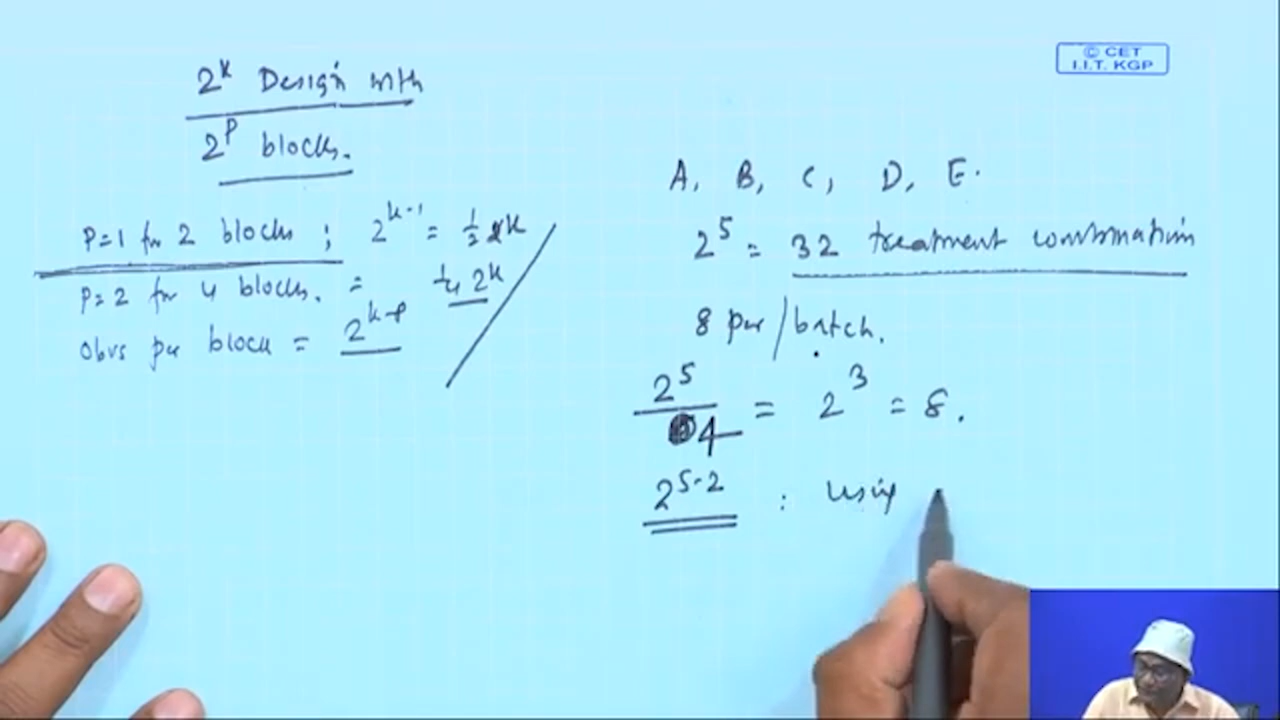 © CET
I.I.T. KGP
2^k Design with
2^p blocks.
P=1 for 2 blocks ; 2^{k-1} = 1/2 2^k
P=2 for 4 blocks. = 1/4 2^k
Obvs per block = 2^{k-p}
A, B, C, D, E.
2^5 = 32 treatment combination
8 per / batch.
2^5 / 4 = 2^3 = 8.
2^{5-2} : using